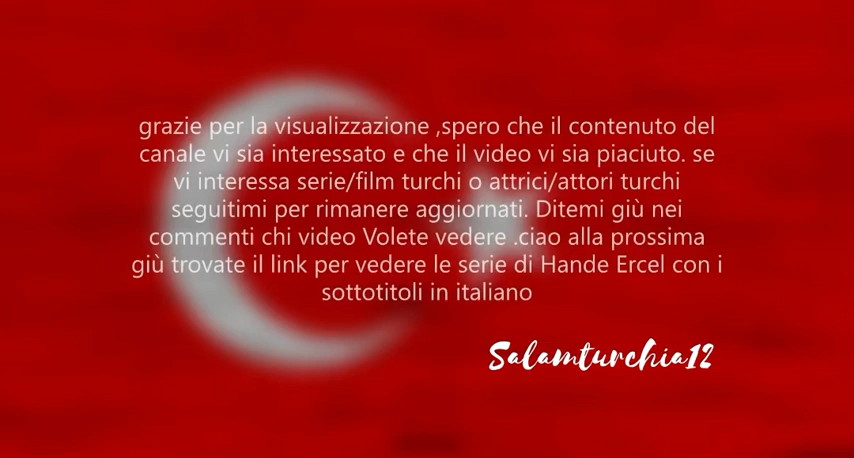 grazie per la visualizzazione ,spero che il contenuto del
canale vi sia interessato e che il video vi sia piaciuto. se
vi interessa serie/film turchi o attrici/attori turchi
seguitimi per rimanere aggiornati. Ditemi giù nei
commenti chi video Volete vedere .ciao alla prossima
giù trovate il link per vedere le serie di Hande Ercel con i
sottotitoli in italiano
Salamturchia12